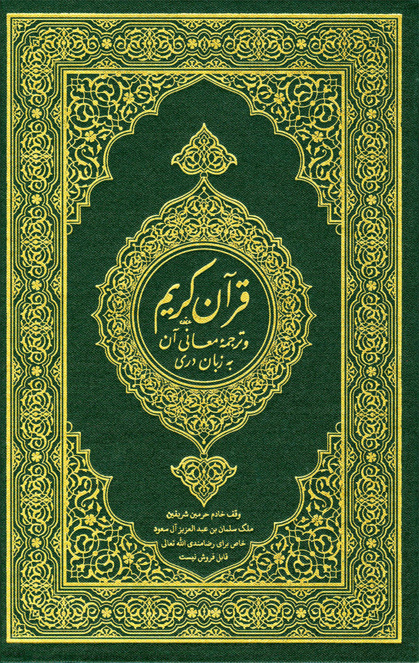 قرآن کریم
و ترجمۀ معانی آن
به زبان دری
وقف خادم حرمین شریفین
ملک سلمان بن عبد العزیز آل سعود
خاص برای رضامندی الله تعالی
قابل فروش نیست